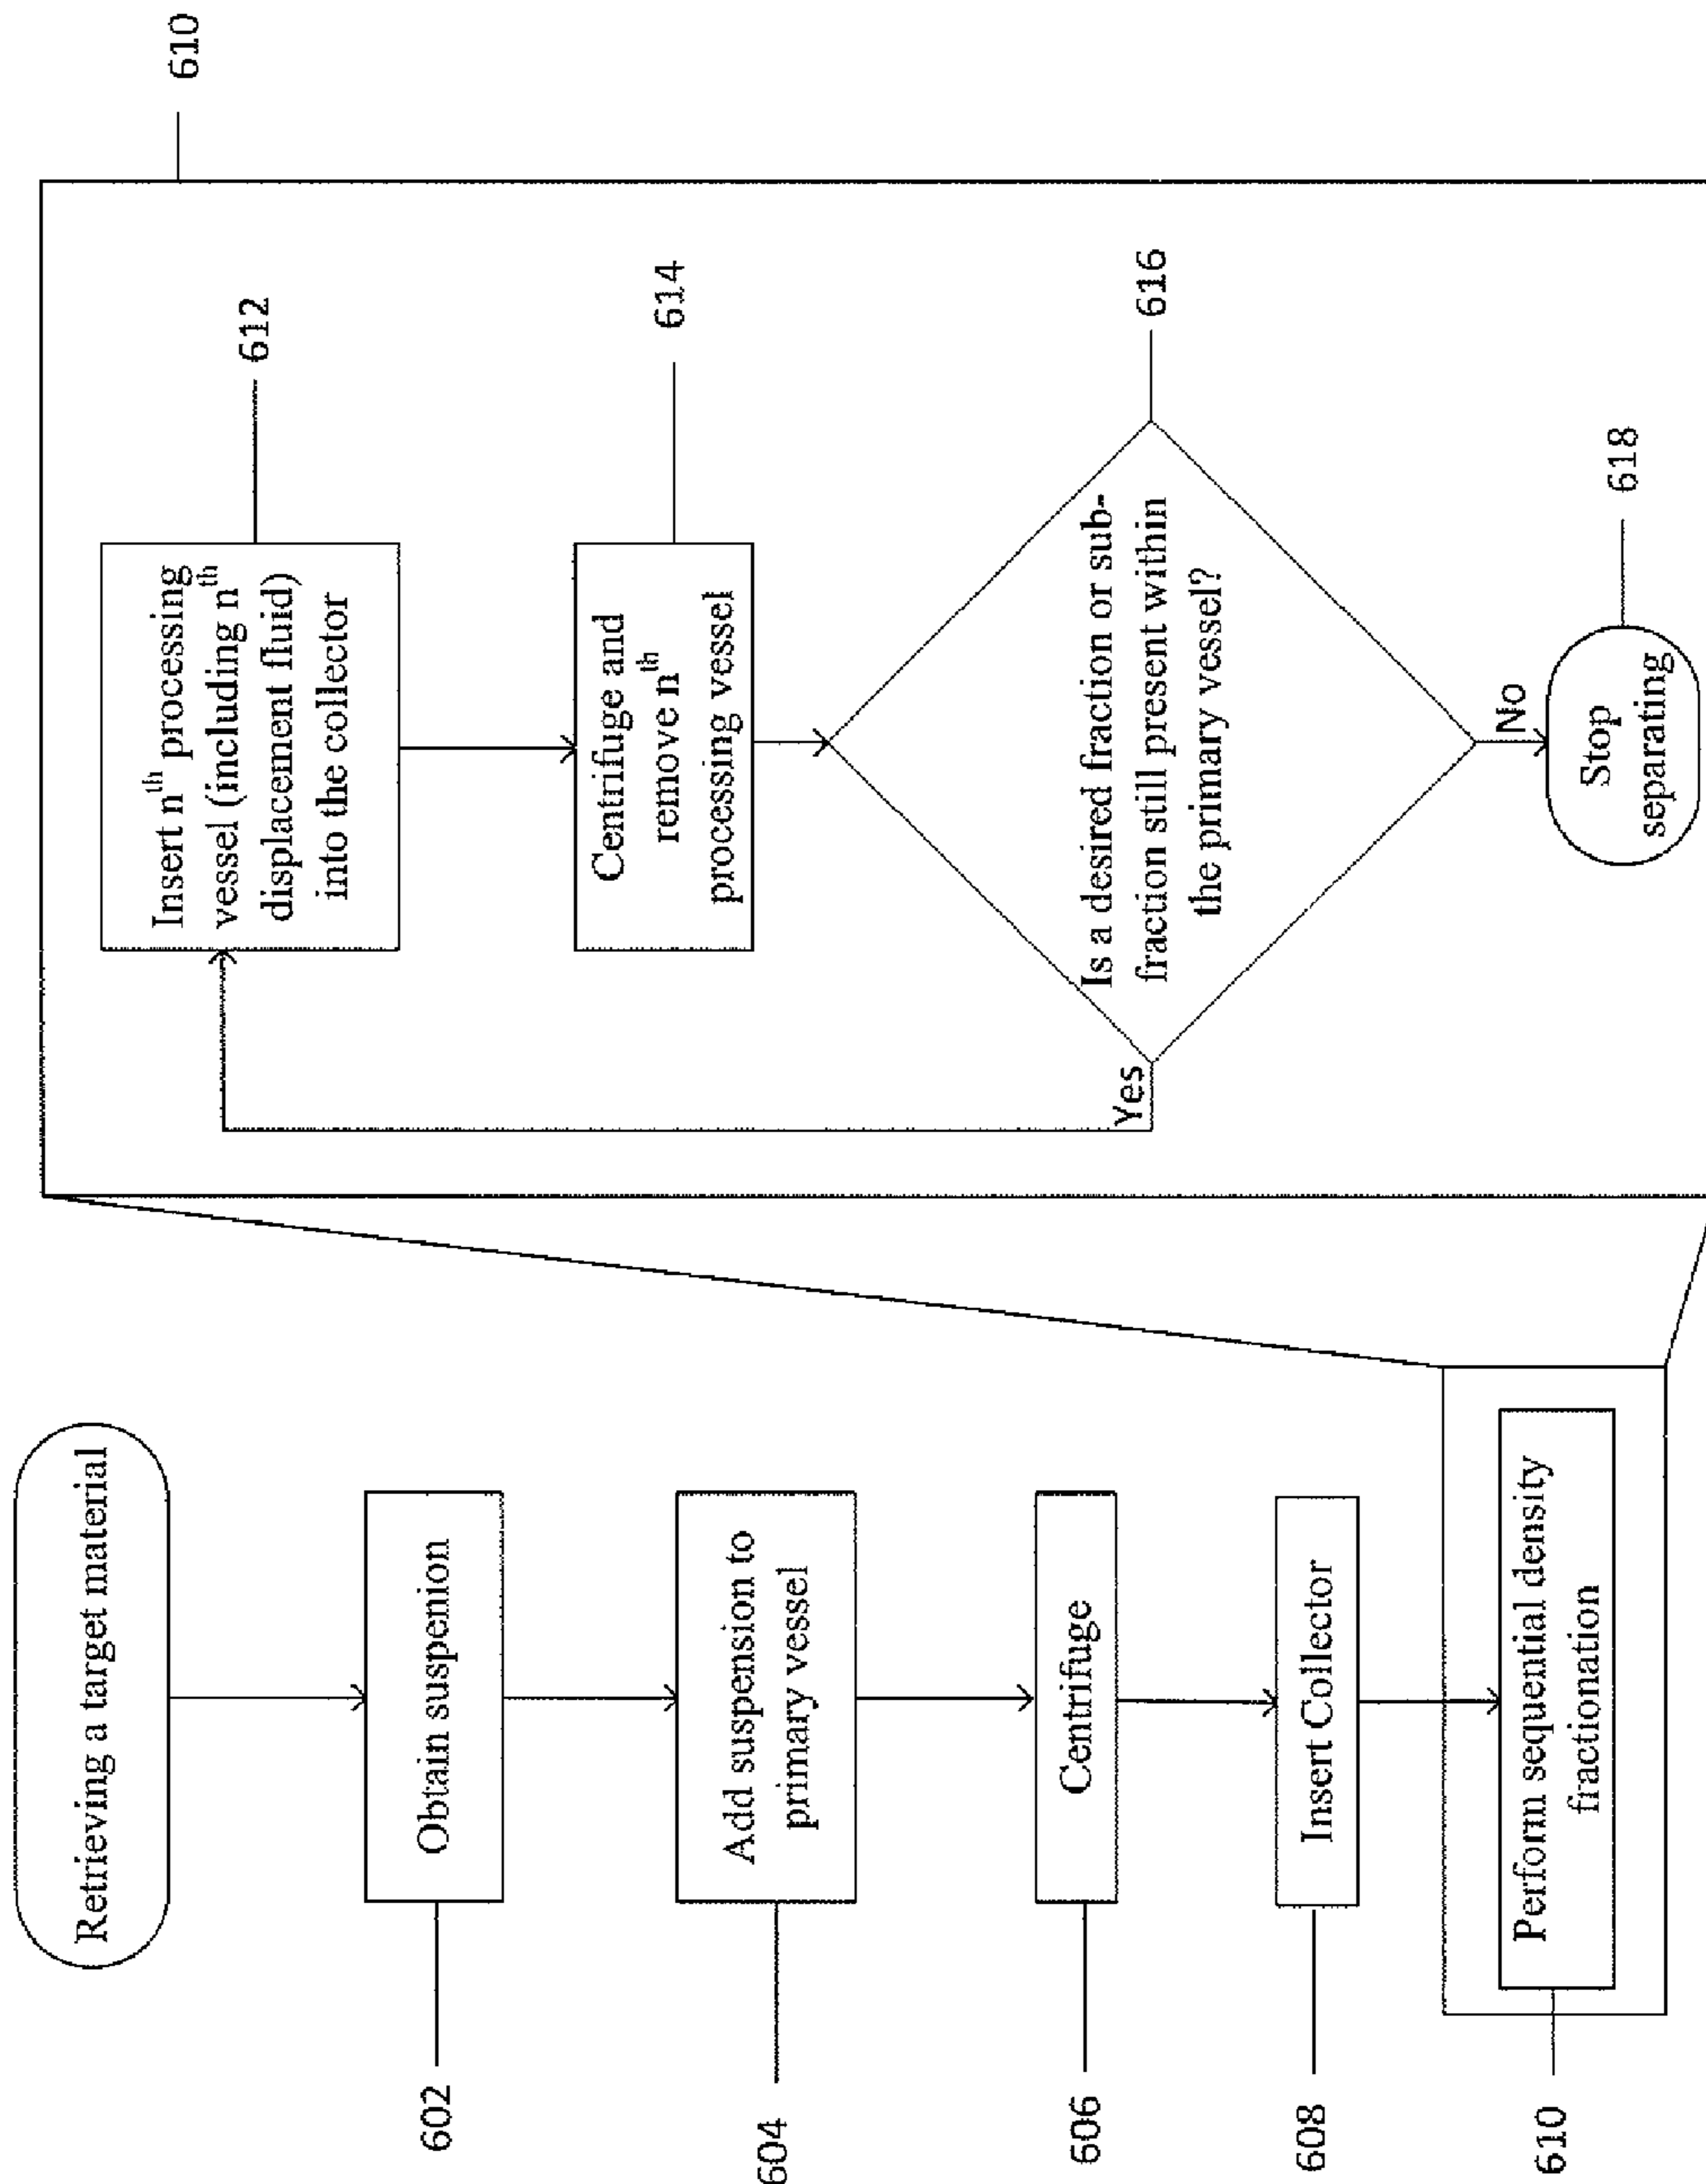 Retrieving a target material
Obtain suspenion
602
Add suspension to
primary vessel
604
Centrifuge
606
Insert Collector
608
Perform sequential density
fractionation
610
610
Insert nth processing
vessel (including nth
displacement fluid)
into the collector
612
Centrifuge and
remove nth
processing vessel
614
Is a desired fraction or sub-
fraction still present within
the primary vessel?
616
Yes
No
Stop
separating
618